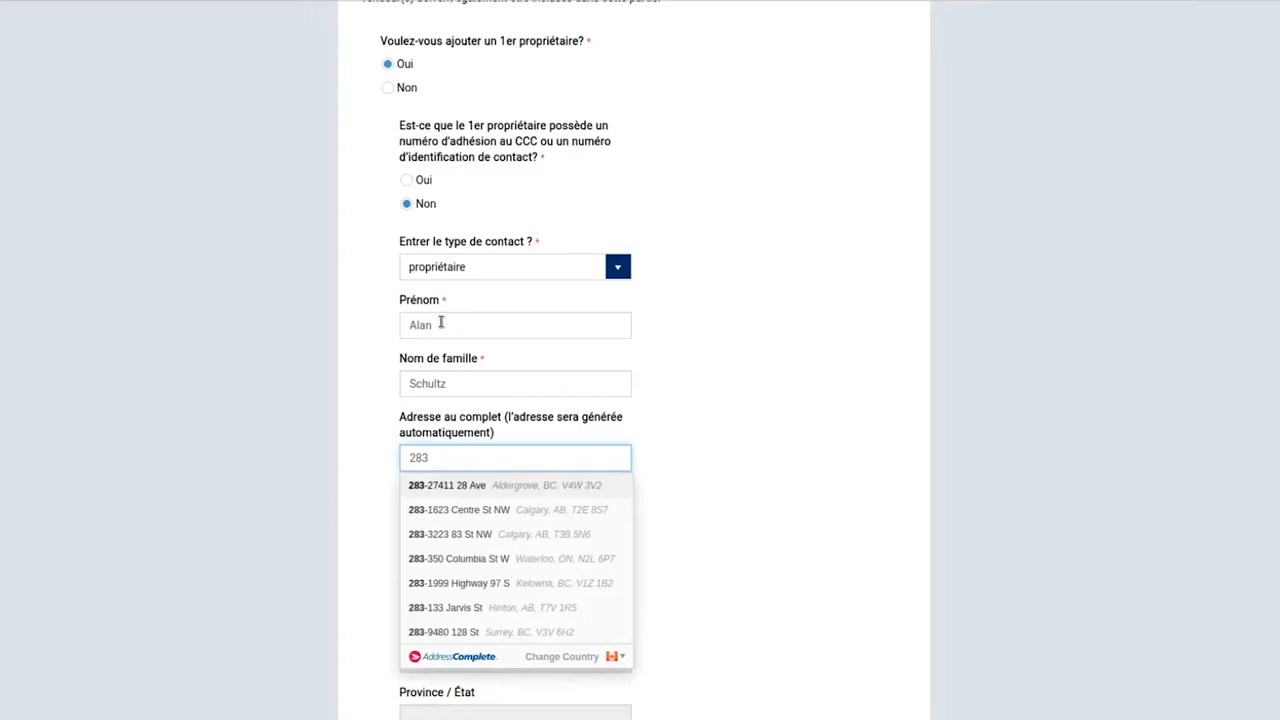 Voulez-vous ajouter un 1er propriétaire? *
Oui
Non
Est-ce que le 1er propriétaire possède un
numéro d'adhésion au CCC ou un numéro
d'identification de contact? *
Oui
Non
Entrer le type de contact ? *
propriétaire
Prénom *
Alan
Nom de famille *
Schultz
Adresse au complet (l'adresse sera générée
automatiquement)
283
283-27411 28 Ave Aldergrove, BC, V4W 3V2
283-1623 Centre St NW Calgary, AB, T2E 8S7
283-3223 83 St NW Calgary, AB, T3B 5N6
283-350 Columbia St W Waterloo, ON, N2L 6P7
283-1999 Highway 97 S Kelowna, BC, V1Z 1B2
283-133 Jarvis St Hinton, AB, T7V 1R5
283-9480 128 St Surrey, BC, V3V 6H2
AddressComplete. Change Country
Province / État